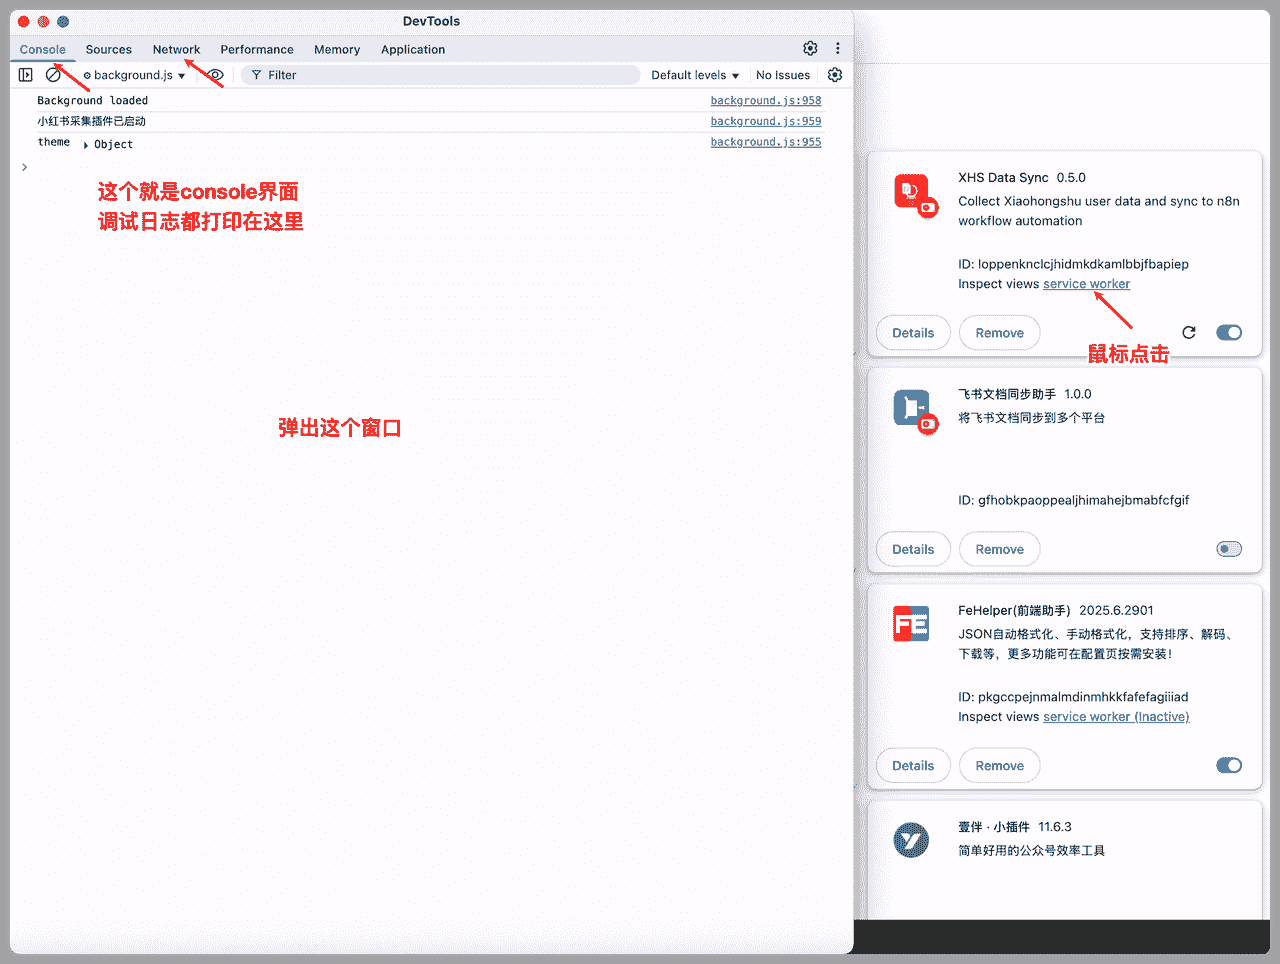 DevTools
Console Sources Network Performance Memory Application
background.js ▼ Filter Default levels ▼ No Issues
Background loaded background.js:958
小红书采集插件已启动 background.js:959
theme ▶ Object background.js:955
>
这个就是console界面
调试日志都打印在这里
弹出这个窗口
XHS Data Sync 0.5.0
Collect Xiaohongshu user data and sync to n8n
workflow automation
ID: loppenknclcjhidmkdkamlbbjfbapiep
Inspect views service worker
Details Remove
鼠标点击
飞书文档同步助手 1.0.0
将飞书文档同步到多个平台
ID: gfhobkpaoppealjhimahejbmabfcfgif
Details Remove
FE
FeHelper(前端助手) 2025.6.2901
JSON自动格式化、手动格式化，支持排序、解码、
下载等，更多功能可在配置页按需安装！
ID: pkgccpejnmalmdinmhkkfafefagiiiad
Inspect views service worker (Inactive)
Details Remove
壹伴 · 小插件 11.6.3
简单好用的公众号效率工具